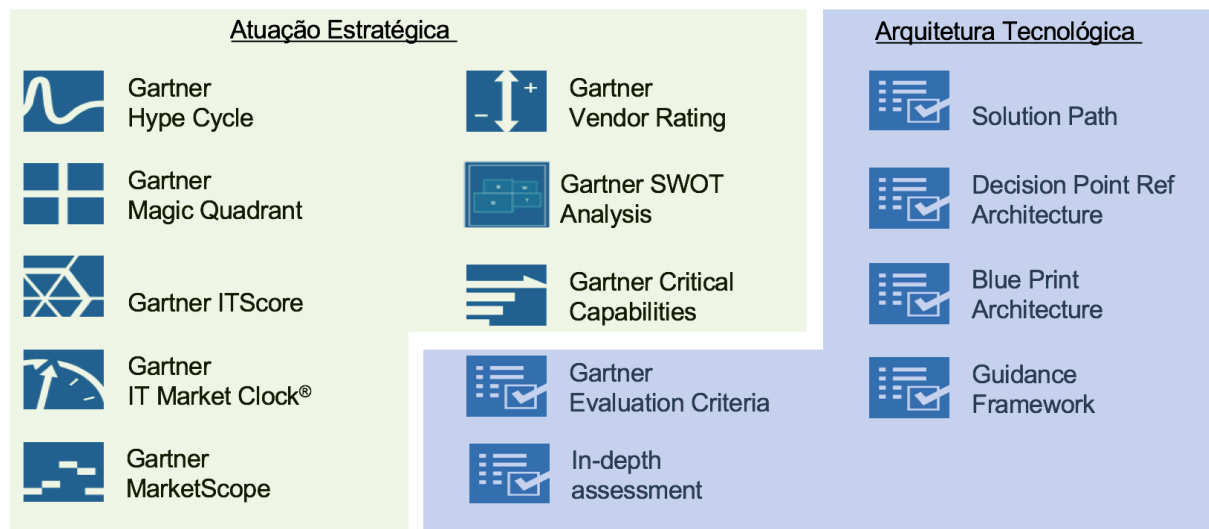 Atuação Estratégica
Gartner
Hype Cycle
Gartner
Magic Quadrant
Gartner ITScore
Gartner
IT Market Clock®
Gartner
MarketScope
Gartner
Vendor Rating
Gartner SWOT
Analysis
Gartner Critical
Capabilities
Arquitetura Tecnológica
Gartner
Evaluation Criteria
In-depth
assessment
Solution Path
Decision Point Ref
Architecture
Blue Print
Architecture
Guidance
Framework